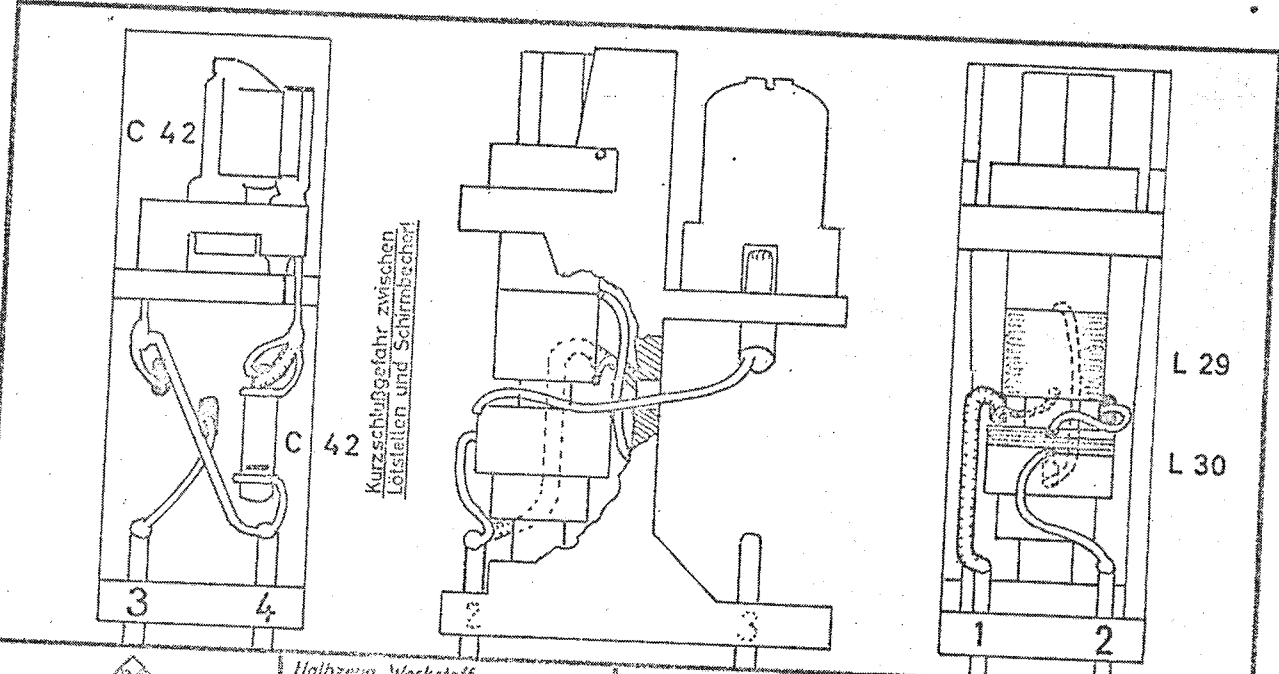 C 42
C 42
Kurzschlußgefahr zwischen
Lötstellen und Schirmbecher!
L 29
L 30
3
4
2
3
1
2
Halbzeug, Werkstoff